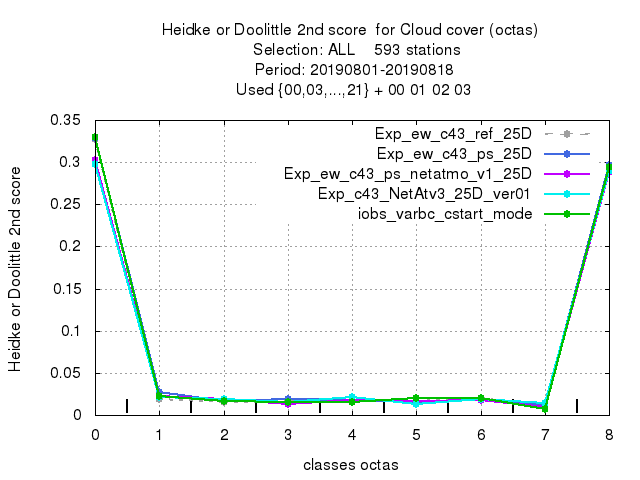 Heidke or Doolittle 2nd score  for Cloud cover (octas)
Selection: ALL    593 stations
Period: 20190801-20190818
Used {00,03,...,21} + 00 01 02 03
Heidke or Doolittle 2nd score
0.35
0.3
0.25
0.2
0.15
0.1
0.05
0
Exp_ew_c43_ref_25D
Exp_ew_c43_ps_25D
Exp_ew_c43_ps_netatmo_v1_25D
Exp_c43_NetAtv3_25D_ver01
iobs_varbc_cstart_mode
0 1 2 3 4 5 6 7 8
classes octas